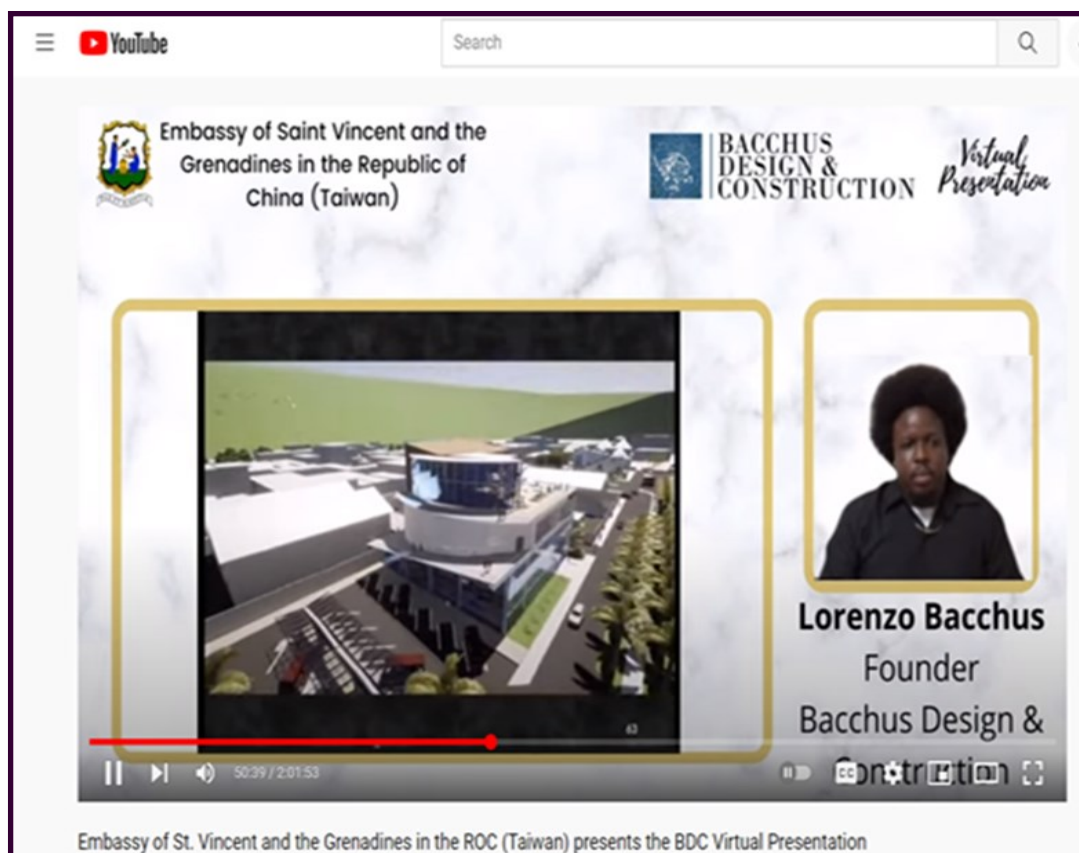 YouTube
Search
Embassy of Saint Vincent and the
Grenadines in the Republic of
China (Taiwan)
BACCHUS
DESIGN &
CONSTRUCTION
Virtual
Presentation
Lorenzo Bacchus
Founder
Bacchus Design &
Construction
63
50:39 / 2:01:53
CC
Embassy of St. Vincent and the Grenadines in the ROC (Taiwan) presents the BDC Virtual Presentation